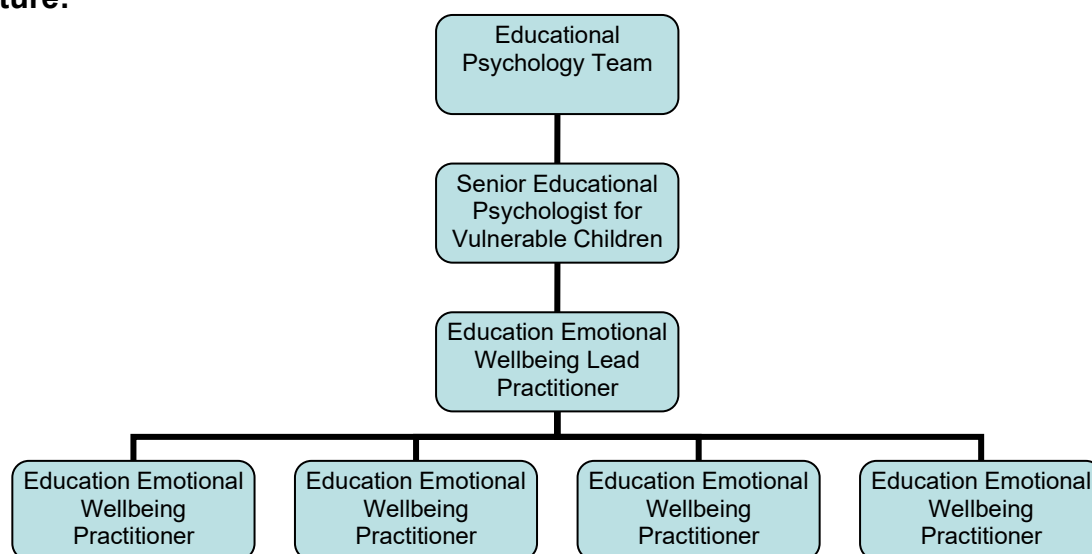 ture:
Educational
Psychology Team
Senior Educational
Psychologist for
Vulnerable Children
Education Emotional
Wellbeing Lead
Practitioner
Education Emotional
Wellbeing
Practitioner
Education Emotional
Wellbeing
Practitioner
Education Emotional
Wellbeing
Practitioner
Education Emotional
Wellbeing
Practitioner